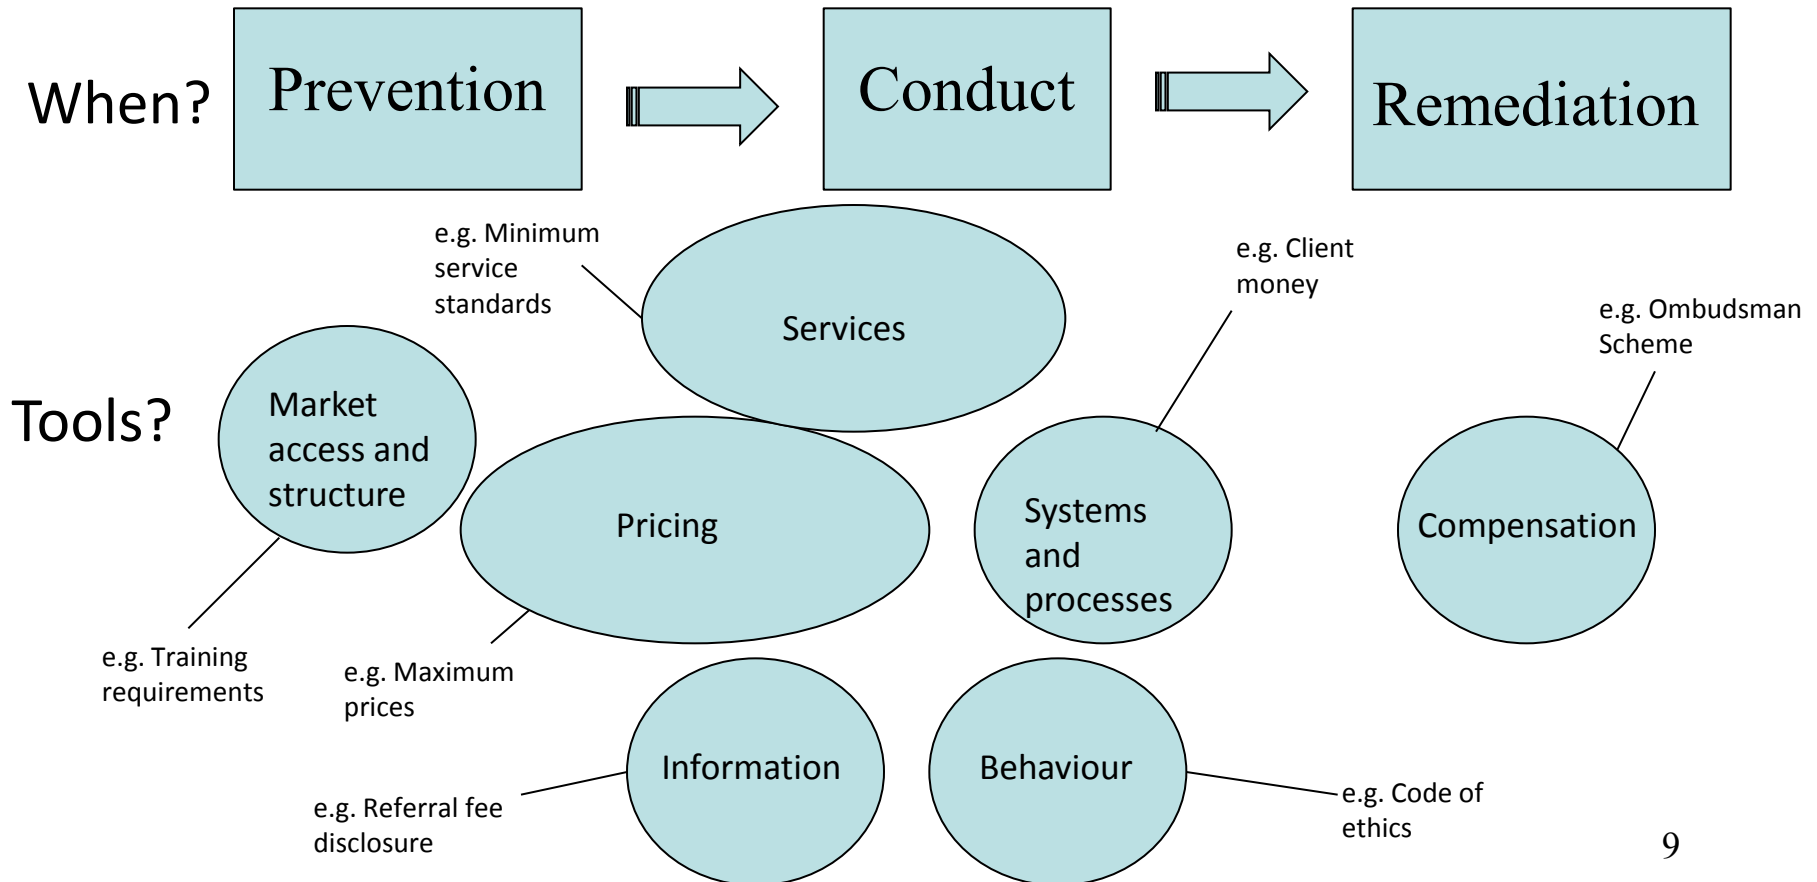 When?
Prevention
Conduct
Remediation
e.g. Minimum
service
standards
Services
e.g. Client
money
e.g. Ombudsman
Scheme
Tools?
Market
access and
structure
Pricing
Systems
and
processes
Compensation
e.g. Training
requirements
e.g. Maximum
prices
Information
Behaviour
e.g. Referral fee
disclosure
e.g. Code of
ethics
9